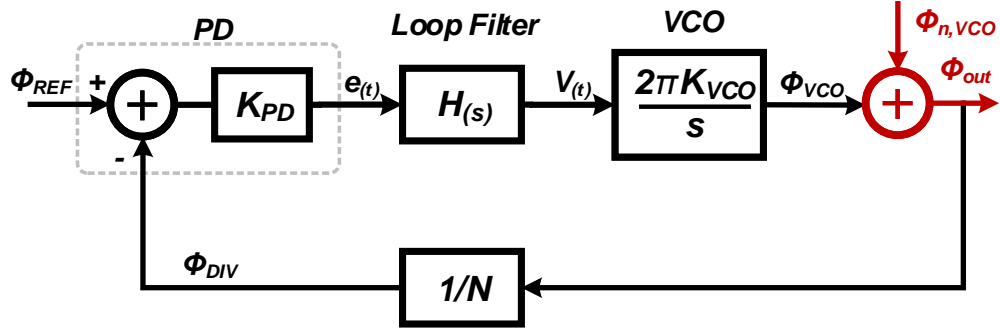 PD
Loop Filter
VCO
Φn,VCO
ΦREF
+
-
+
KPD
e(t)
H(s)
V(t)
2πKVCO
s
ΦVCO
+
Φout
ΦDIV
1/N